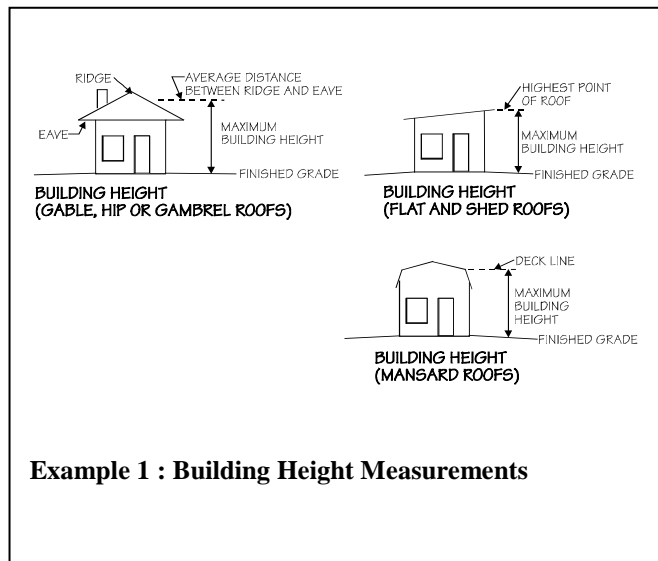 RIDGE
AVERAGE DISTANCE
BETWEEN RIDGE AND EAVE
EAVE
MAXIMUM
BUILDING HEIGHT
FINISHED GRADE
BUILDING HEIGHT
(GABLE, HIP OR GAMBREL ROOFS)
HIGHEST POINT
OF ROOF
MAXIMUM
BUILDING HEIGHT
FINISHED GRADE
BUILDING HEIGHT
(FLAT AND SHED ROOFS)
DECK LINE
MAXIMUM
BUILDING
HEIGHT
FINISHED GRADE
BUILDING HEIGHT
(MANSARD ROOFS)
Example 1 : Building Height Measurements